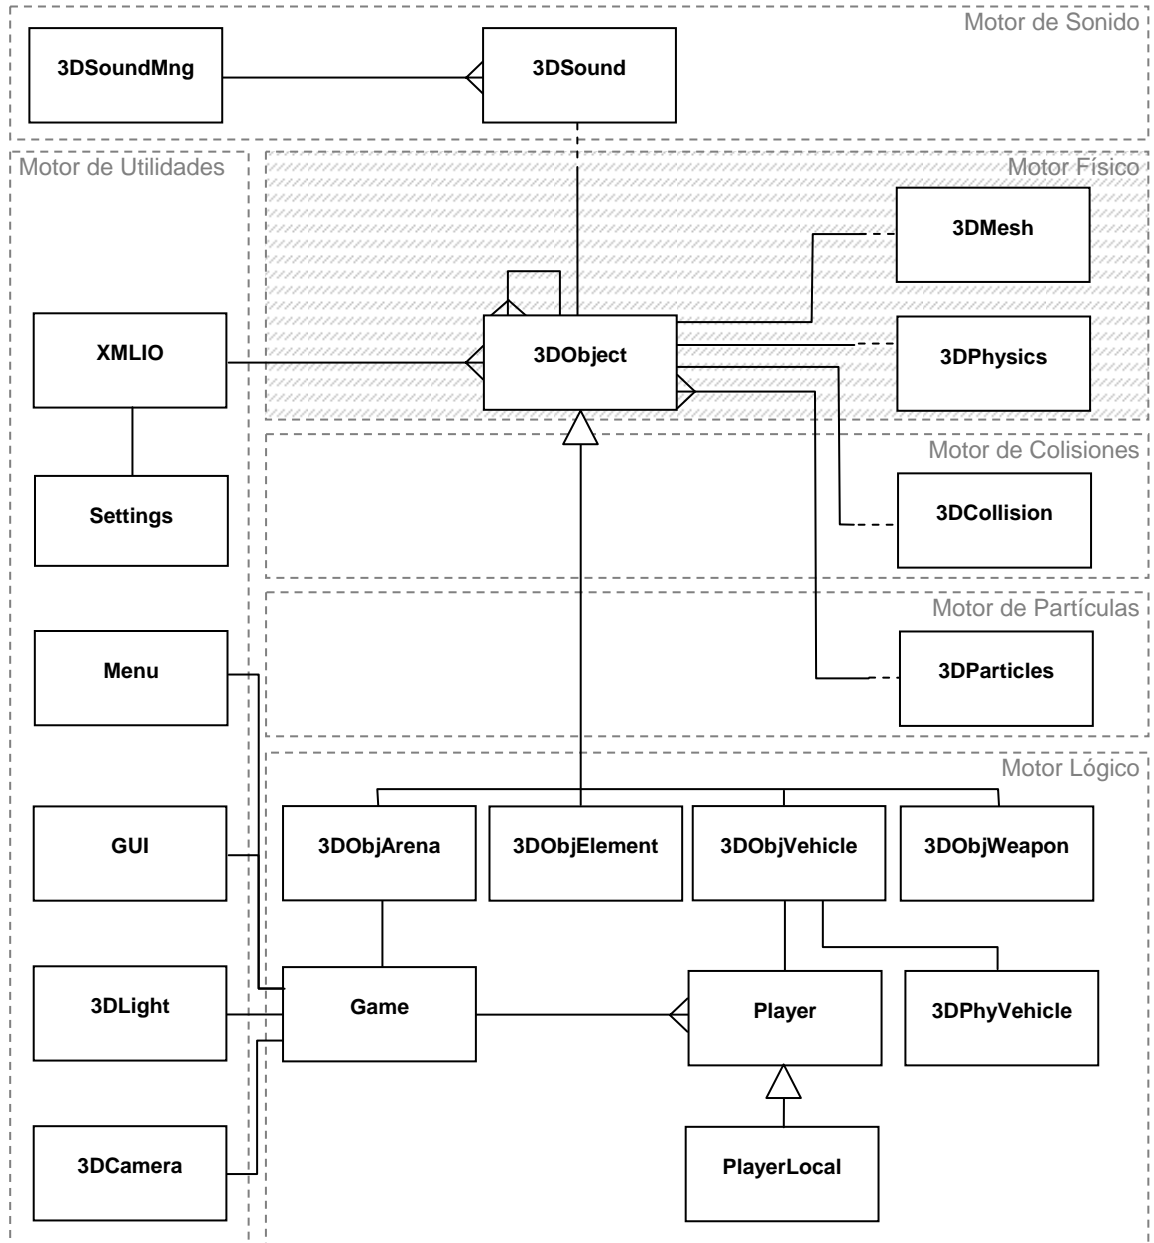 Motor de Sonido
3DSoundMng
3DSound
Motor de Utilidades
Motor Físico
3DMesh
XMLIO
3DObject
3DPhysics
Motor de Colisiones
Settings
3DCollision
Motor de Partículas
Menu
3DParticles
Motor Lógico
GUI
3DObjArena
3DObjElement
3DObjVehicle
3DObjWeapon
3DLight
Game
Player
3DPhyVehicle
3DCamera
PlayerLocal